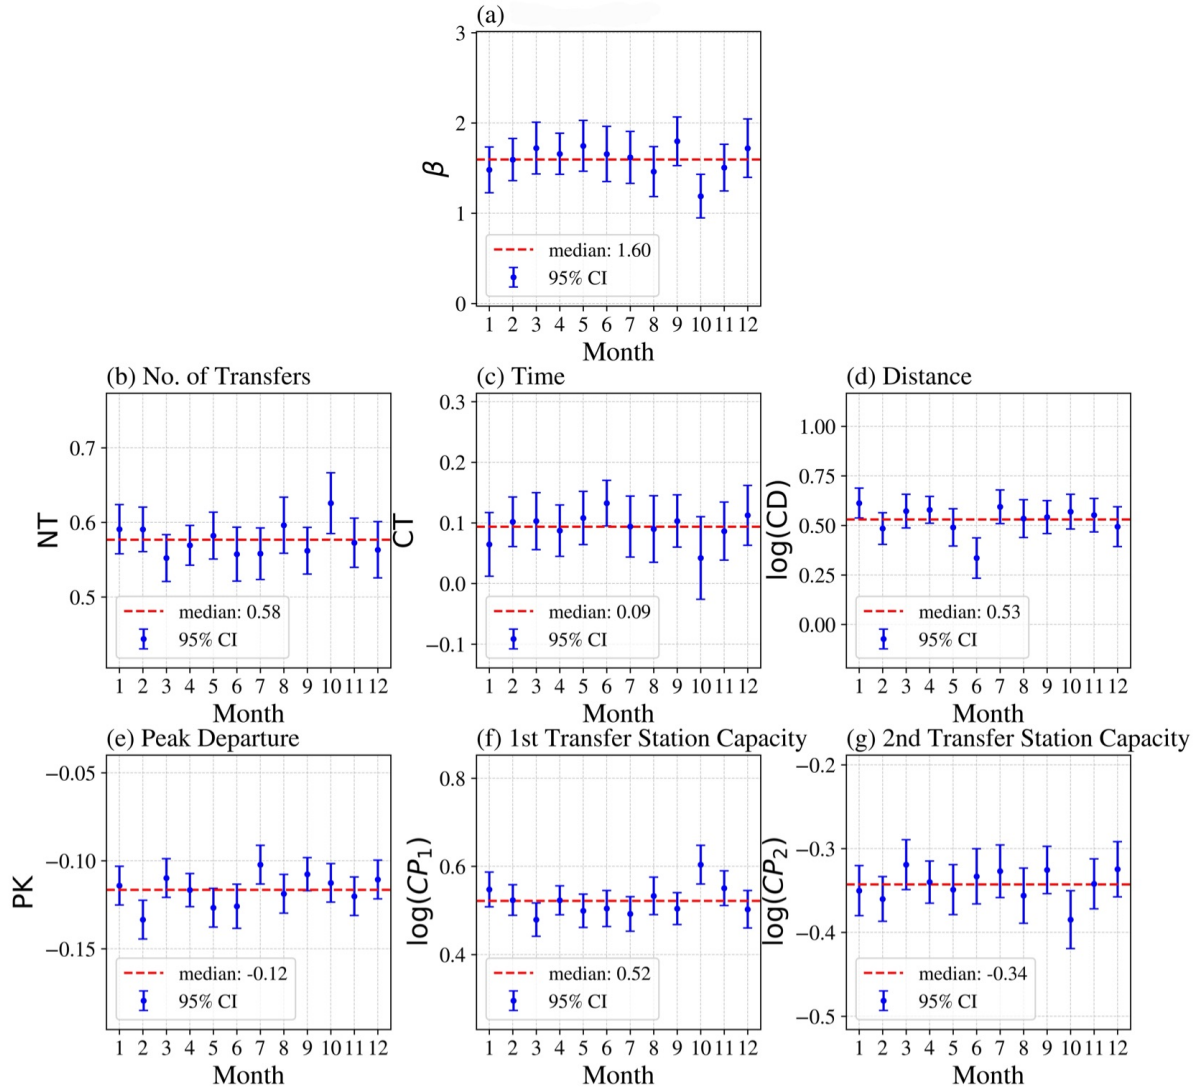 (a)
3
2
1
0
β
median: 1.60
95% CI
1 2 3 4 5 6 7 8 9 10 11 12
Month
(b) No. of Transfers
0.7
0.6
0.5
NT
median: 0.58
95% CI
1 2 3 4 5 6 7 8 9 10 11 12
Month
(c) Time
0.3
0.2
0.1
0.0
−0.1
CT
median: 0.09
95% CI
1 2 3 4 5 6 7 8 9 10 11 12
Month
(d) Distance
1.00
0.75
0.50
0.25
0.00
log(CD)
median: 0.53
95% CI
1 2 3 4 5 6 7 8 9 10 11 12
Month
(e) Peak Departure
−0.05
−0.10
−0.15
PK
median: -0.12
95% CI
1 2 3 4 5 6 7 8 9 10 11 12
Month
(f) 1st Transfer Station Capacity
0.8
0.6
0.4
log(CP₁)
median: 0.52
95% CI
1 2 3 4 5 6 7 8 9 10 11 12
Month
(g) 2nd Transfer Station Capacity
−0.2
−0.3
−0.4
−0.5
log(CP₂)
median: -0.34
95% CI
1 2 3 4 5 6 7 8 9 10 11 12
Month